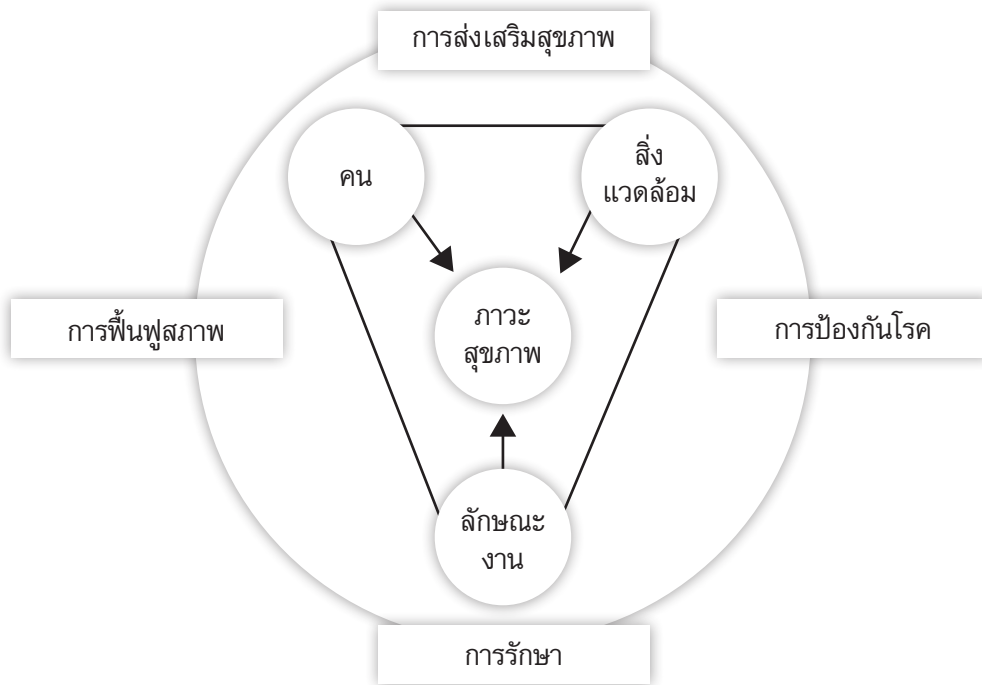 การส่งเสริมสุขภาพ
คน
สิ่ง
แวดล้อม
การฟื้นฟูสภาพ
ภาวะ
สุขภาพ
การป้องกันโรค
ลักษณะ
งาน
การรักษา